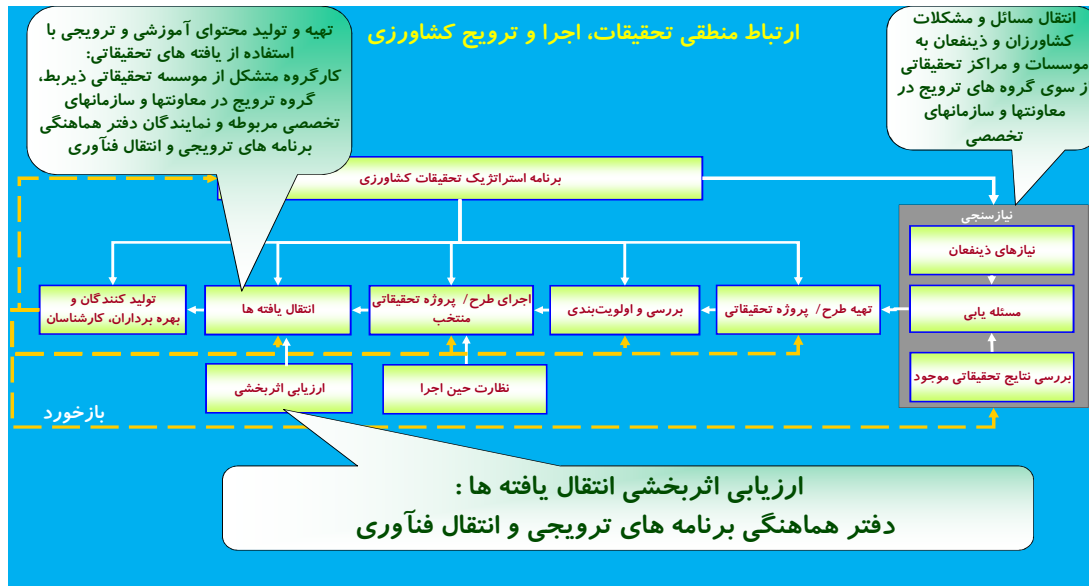 ارتباط منطقی تحقیقات، اجرا و ترویج کشاورزی
انتقال مسائل و مشکلات
کشاورزان و ذینفعان به
موسسات و مراکز تحقیقاتی
از سوی گروه های ترویج در
معاونتها و سازمانهای
تخصصی
تهیه و تولید محتوای آموزشی و ترویجی با
استفاده از یافته های تحقیقاتی:
کارگروه متشکل از موسسه تحقیقاتی ذیربط،
گروه ترویج در معاونتها و سازمانهای
تخصصی مربوطه و نمایندگان دفتر هماهنگی
برنامه های ترویجی و انتقال فنآوری
برنامه استراتژیک تحقیقات کشاورزی
نیازسنجی
نیازهای ذینفعان
مسئله یابی
بررسی نتایج تحقیقاتی موجود
تهیه طرح/ پروژه تحقیقاتی
بررسی و اولویت‌بندی
اجرای طرح/ پروژه تحقیقاتی
منتخب
انتقال یافته ها
تولید کنندگان و
بهره برداران، کارشناسان
نظارت حین اجرا
ارزیابی اثربخشی
بازخورد
ارزیابی اثربخشی انتقال یافته ها :
دفتر هماهنگی برنامه های ترویجی و انتقال فنآوری